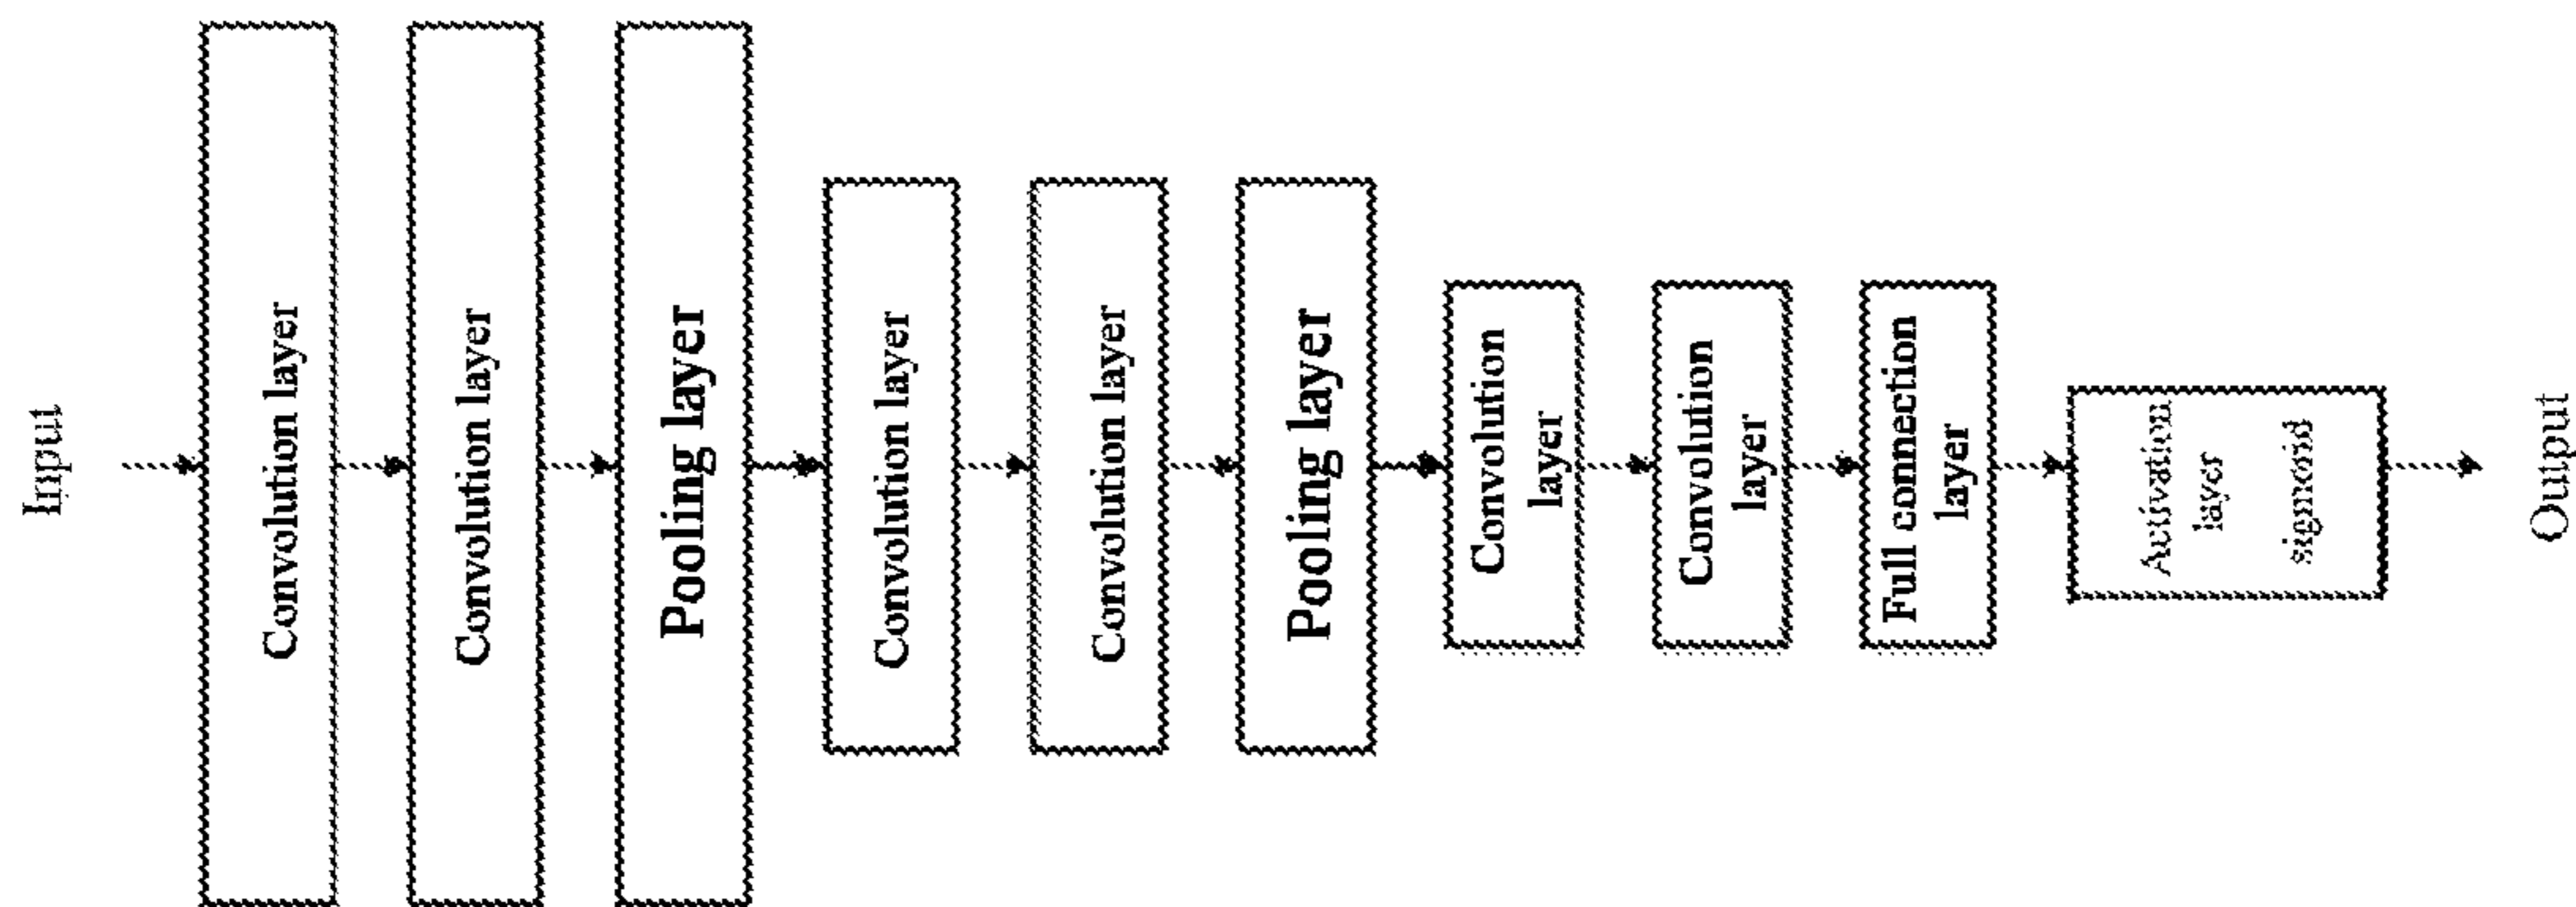 Input
Convolution layer
Convolution layer
Pooling layer
Convolution layer
Convolution layer
Pooling layer
Convolution
layer
Convolution
layer
Full connection
layer
Activation
layer
sigmoid
Output